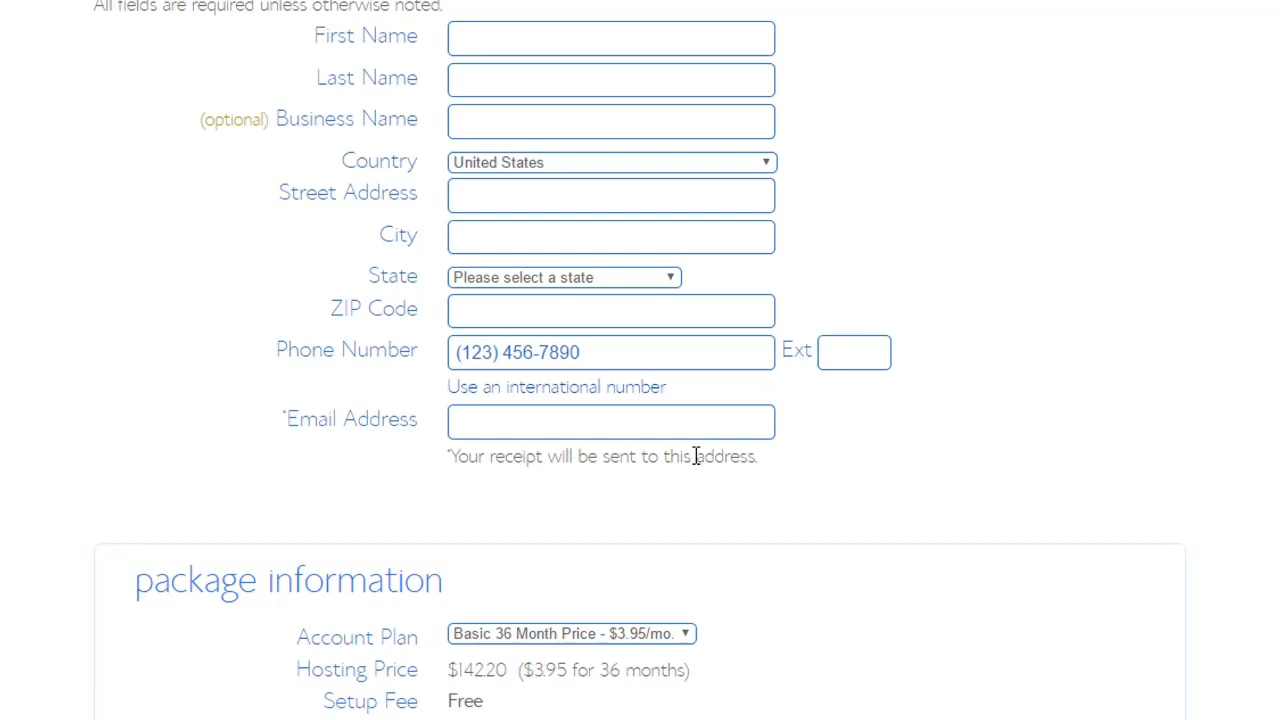 All fields are required unless otherwise noted.
First Name
Last Name
(optional) Business Name
Country United States
Street Address
City
State Please select a state
ZIP Code
Phone Number (123) 456-7890 Ext
Use an international number
*Email Address
*Your receipt will be sent to this address.
package information
Account Plan Basic 36 Month Price - $3.95/mo.
Hosting Price $142.20 ($3.95 for 36 months)
Setup Fee Free